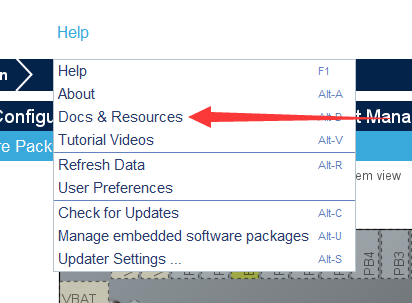 Help
n
Help F1
About Alt-A
Docs & Resources
Configu t Mana
Tutorial Videos Alt-V
re Pack
Refresh Data Alt-R
em view
User Preferences
Check for Updates Alt-C
Manage embedded software packages Alt-U
Updater Settings ... Alt-S
PB4
PB3
VBAT